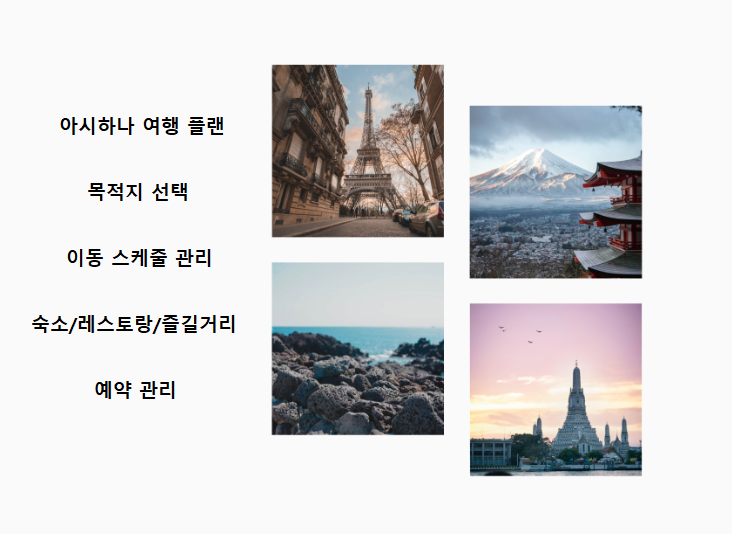 아시하나 여행 플랜
목적지 선택
이동 스케줄 관리
숙소/레스토랑/즐길거리
예약 관리